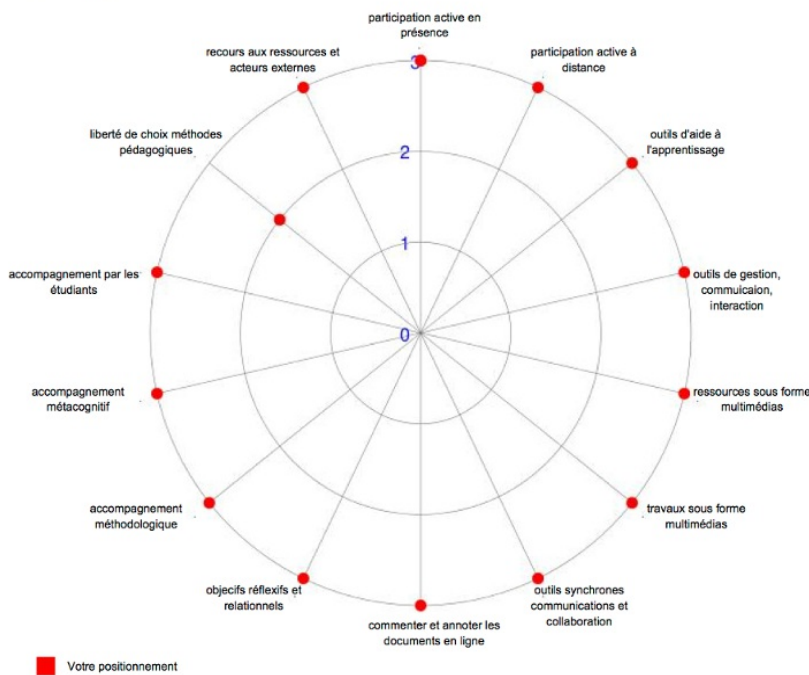 participation active en
présence
recours aux ressources et
acteurs externes
participation active à
distance
3
liberté de choix méthodes
pédagogiques
outils d'aide à
l'apprentissage
2
1
accompagnement par les
étudiants
outils de gestion,
commuicaion,
interaction
0
accompagnement
métacognitif
ressources sous forme
multimédias
accompagnement
méthodologique
travaux sous forme
multimédias
objecifs réflexifs et
relationnels
outils synchrones
communications et
collaboration
commenter et annoter les
documents en ligne
Votre positionnement